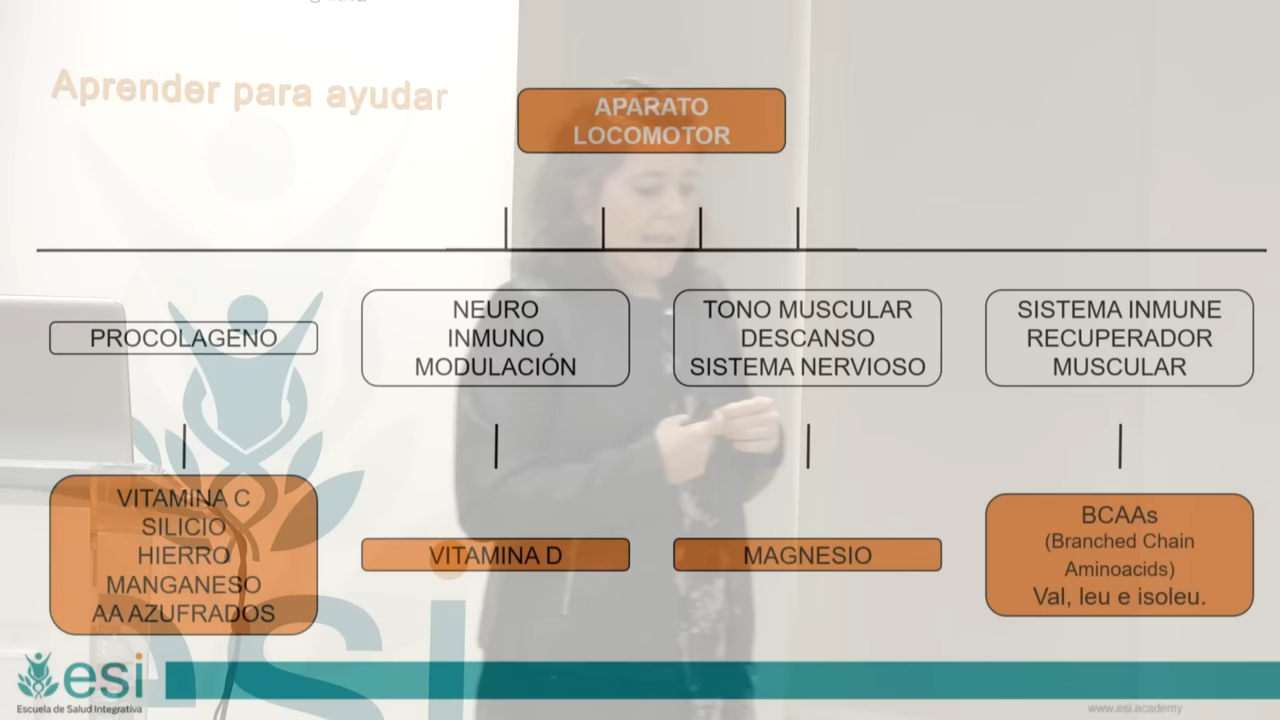 Aprender para ayudar
APARATO
LOCOMOTOR
PROCOLAGENO
NEURO
INMUNO
MODULACIÓN
TONO MUSCULAR
DESCANSO
SISTEMA NERVIOSO
SISTEMA INMUNE
RECUPERADOR
MUSCULAR
VITAMINA C
SILICIO
HIERRO
MANGANESO
AA AZUFRADOS
VITAMINA D
MAGNESIO
BCAAs
(Branched Chain
Aminoacids)
Val, leu e isoleu.
esi
esi
Escuela de Salud Integrativa
www.esi.academy